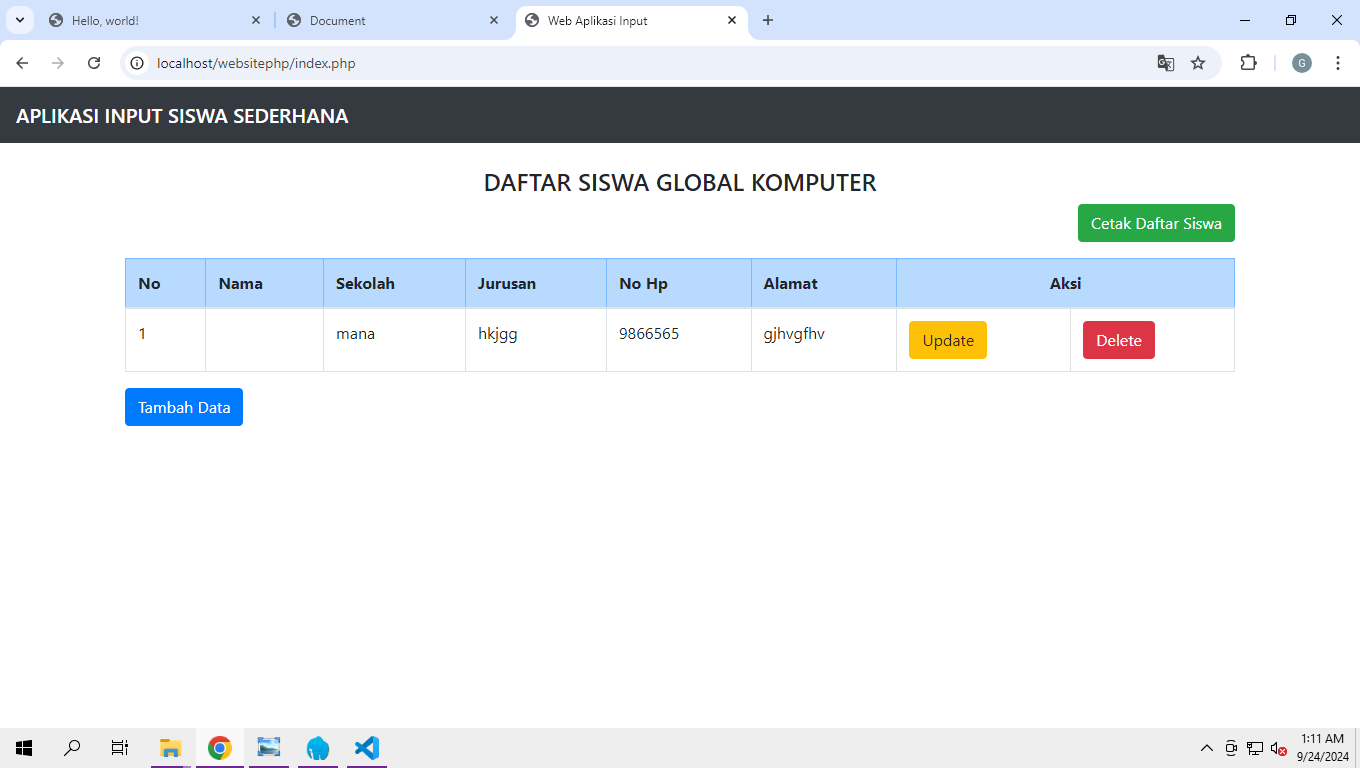 Hello, world!
Document
Web Aplikasi Input
localhost/websitephp/index.php
G
APLIKASI INPUT SISWA SEDERHANA
DAFTAR SISWA GLOBAL KOMPUTER
Cetak Daftar Siswa
No Nama Sekolah Jurusan No Hp Alamat Aksi
1 mana hkjgg 9866565 gjhvgfhv Update Delete
Tambah Data
1:11 AM
9/24/2024